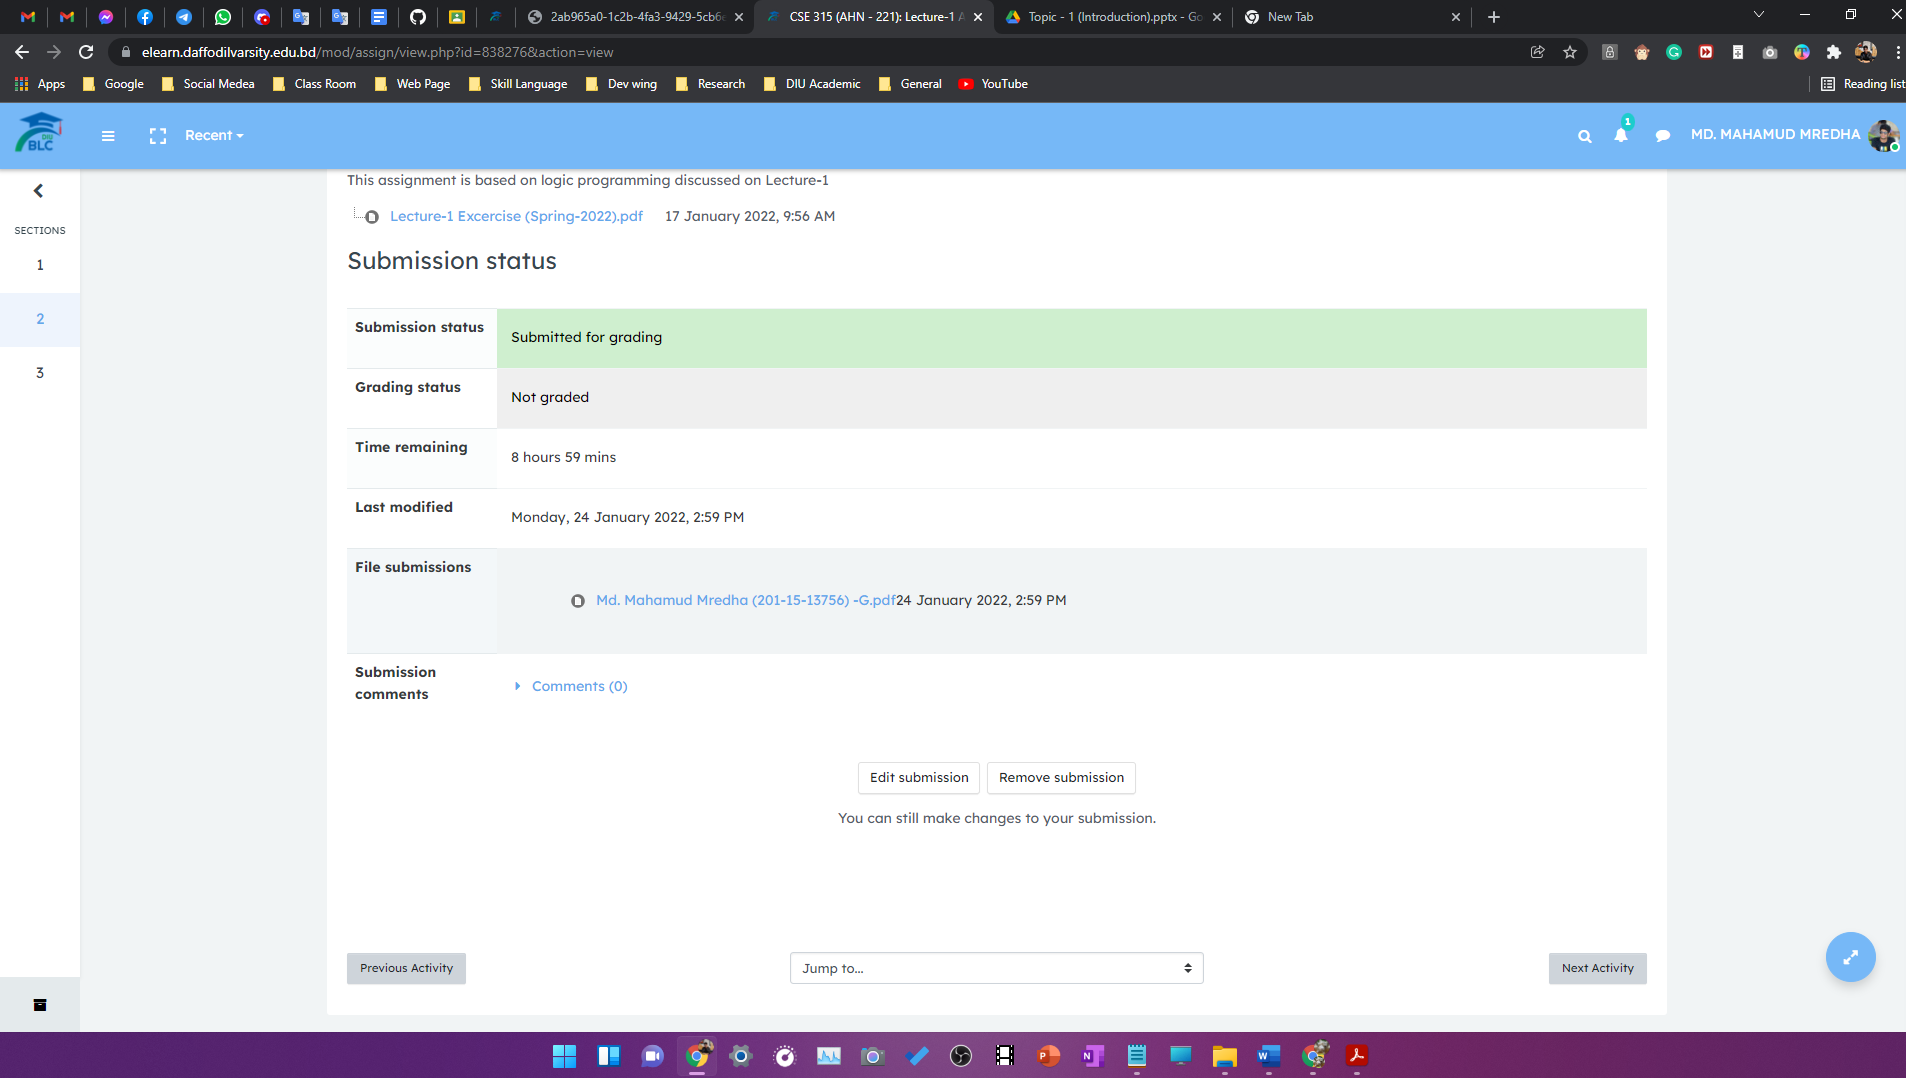 2ab965a0-1c2b-4fa3-9429-5cb6e
CSE 315 (AHN - 221): Lecture-1 A
Topic - 1 (Introduction).pptx - Go
New Tab
elearn.daffodilvarsity.edu.bd/mod/assign/view.php?id=838276&action=view
Apps Google Social Medea Class Room Web Page Skill Language Dev wing Research DIU Academic General YouTube Reading list
DIU
BLC
Recent
1
MD. MAHAMUD MREDHA
SECTIONS
1
2
3
This assignment is based on logic programming discussed on Lecture-1
Lecture-1 Excercise (Spring-2022).pdf 17 January 2022, 9:56 AM
Submission status
Submission status Submitted for grading
Grading status Not graded
Time remaining 8 hours 59 mins
Last modified Monday, 24 January 2022, 2:59 PM
File submissions Md. Mahamud Mredha (201-15-13756) -G.pdf24 January 2022, 2:59 PM
Submission
comments
Comments (0)
Edit submission Remove submission
You can still make changes to your submission.
Previous Activity Jump to... Next Activity